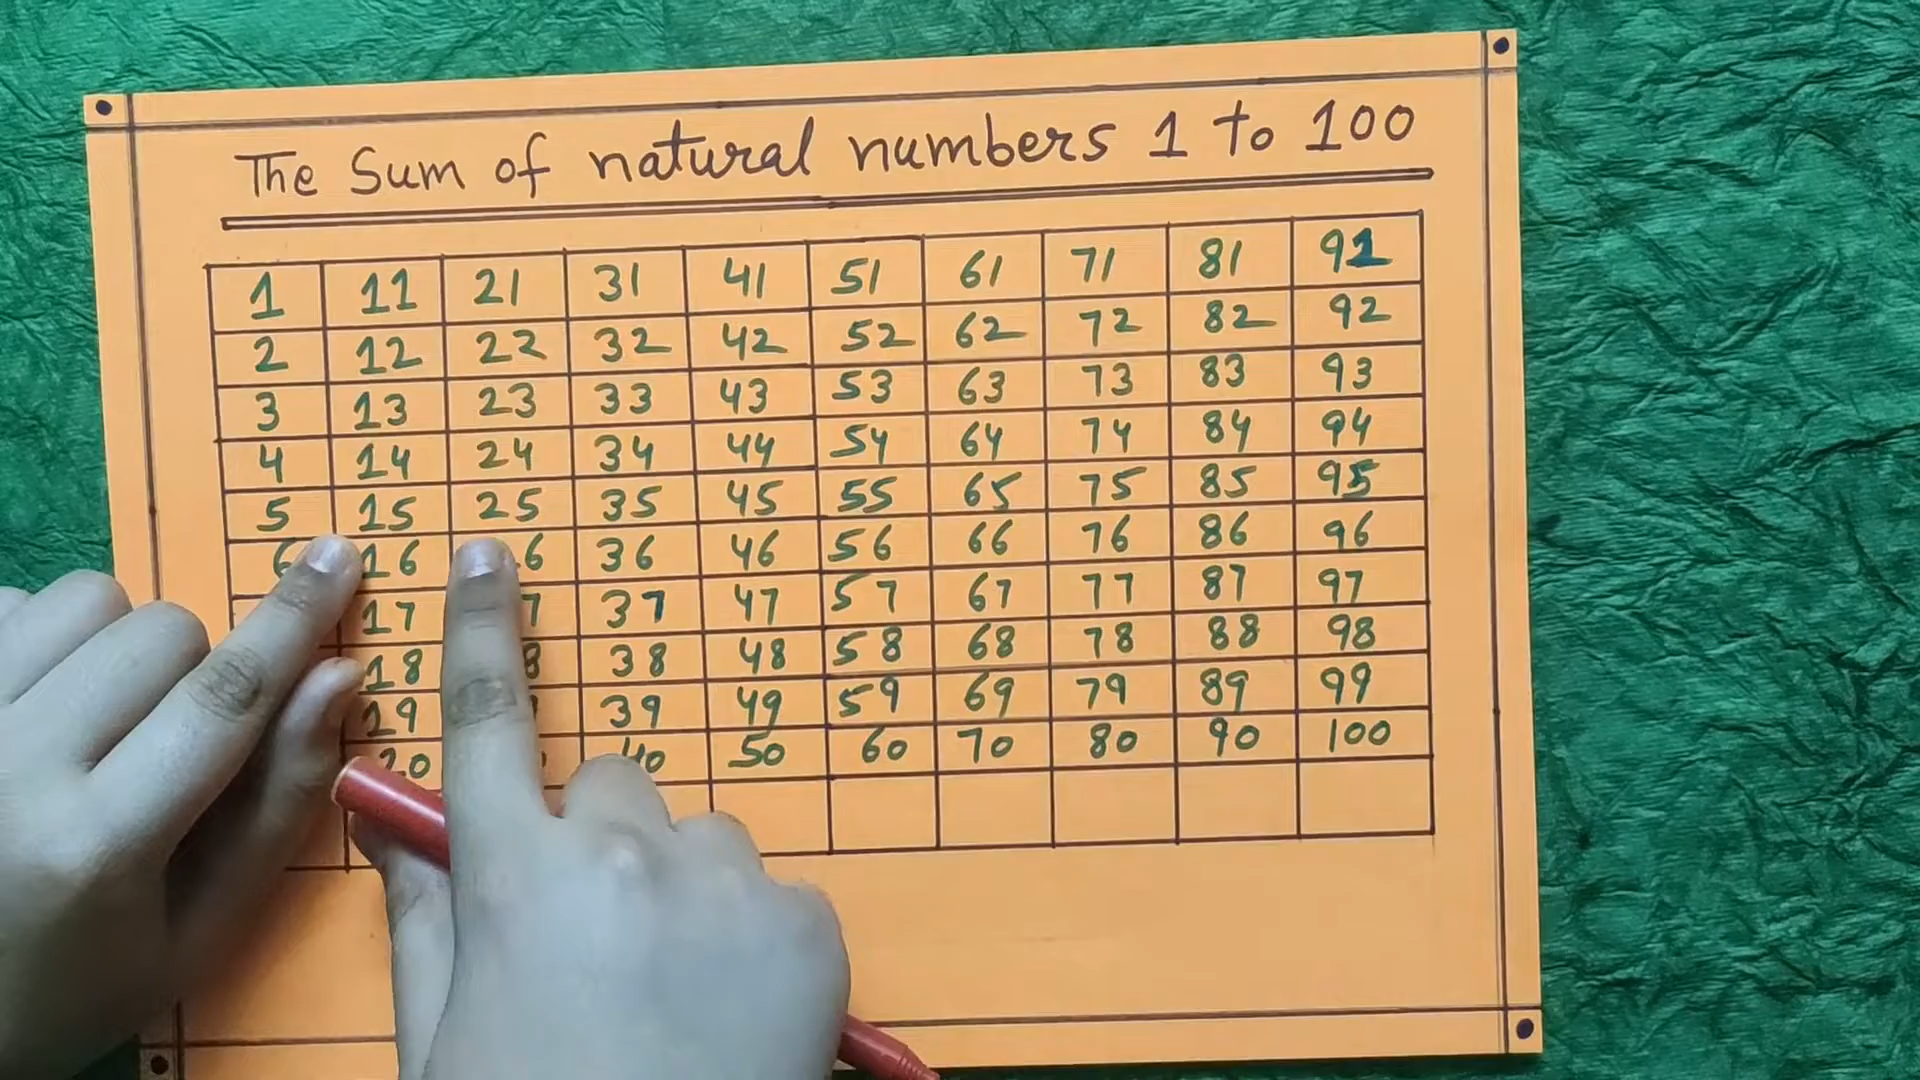 The Sum of natural numbers 1 to 100
1 11 21 31 41 51 61 71 81 91
2 12 22 32 42 52 62 72 82 92
3 13 23 33 43 53 63 73 83 93
4 14 24 34 44 54 64 74 84 94
5 15 25 35 45 55 65 75 85 95
6 16 36 46 56 66 76 86 96
17 37 47 57 67 77 87 97
18 38 48 58 68 78 88 98
19 39 49 59 69 79 89 99
20 40 50 60 70 80 90 100